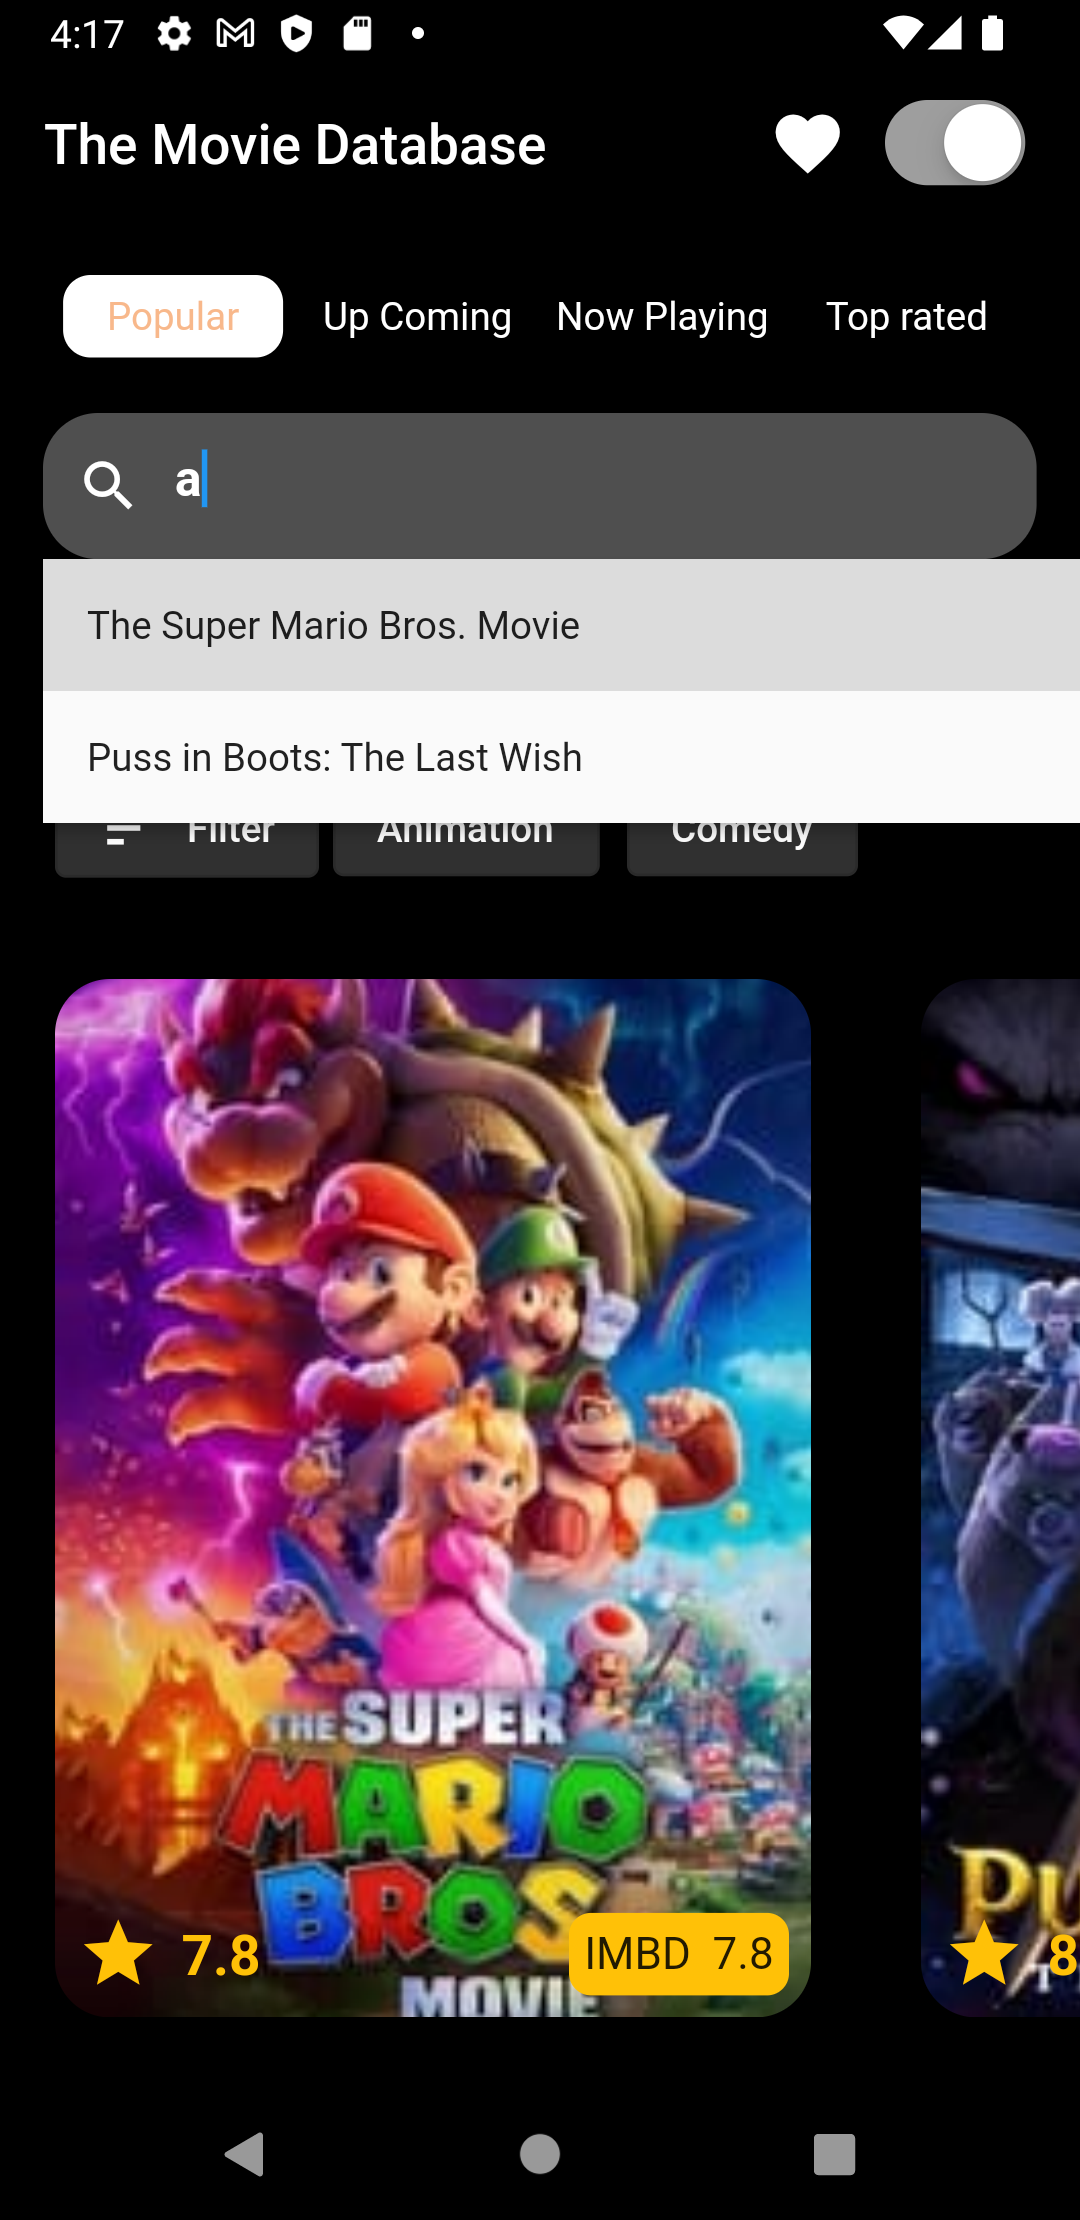 4:17
The Movie Database
Popular Up Coming Now Playing Top rated
a
The Super Mario Bros. Movie
Puss in Boots: The Last Wish
Filter Animation Comedy
THE SUPER
MARIO
BROS
MOVIE
7.8 IMBD 7.8
PU
T
8